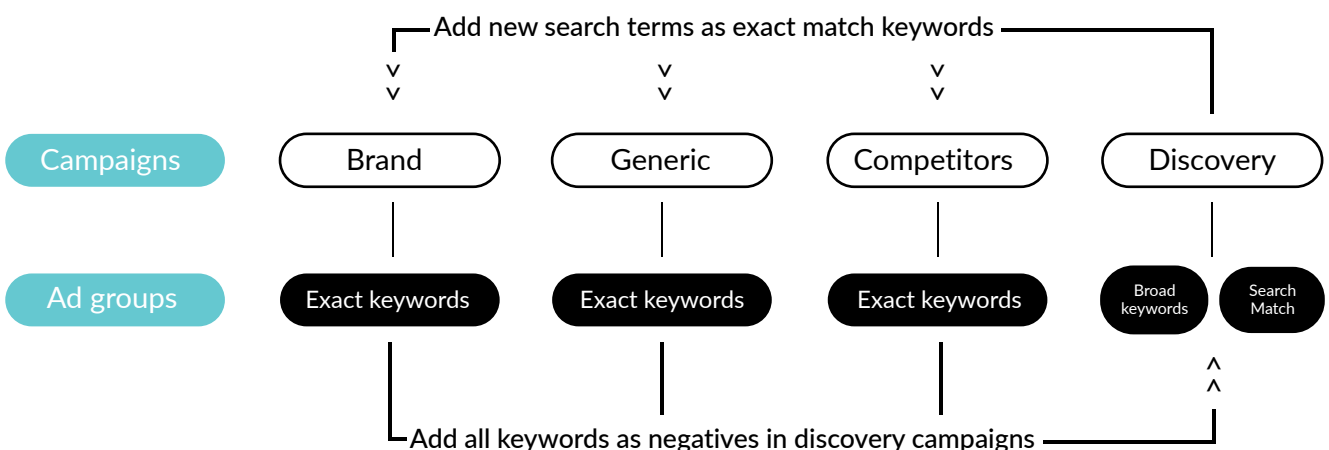 Add new search terms as exact match keywords
Campaigns
Brand
Generic
Competitors
Discovery
Ad groups
Exact keywords
Exact keywords
Exact keywords
Broad
keywords
Search
Match
Add all keywords as negatives in discovery campaigns